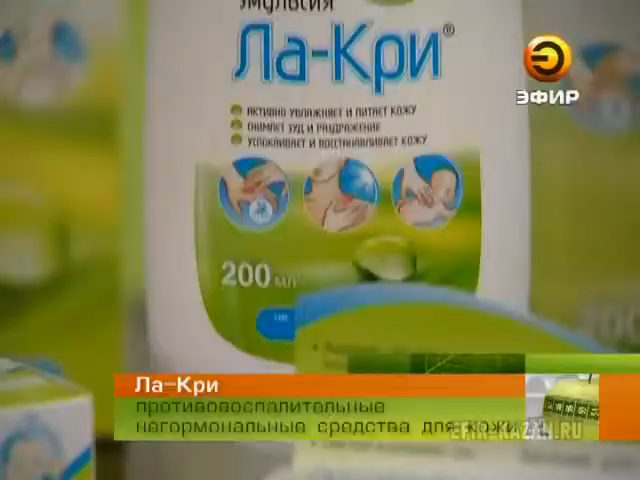 Эмульсия
Ла-Кри®
ЭФИР
АКТИВНО УВЛАЖНЯЕТ И ПИТАЕТ КОЖУ
СНИМАЕТ ЗУД И РАЗДРАЖЕНИЕ
УСПОКАИВАЕТ И ВОССТАНАВЛИВАЕТ КОЖУ
200 мл
Ла-Кри
противовоспалительные
негормональные средства для кожи
EFIR-KAZAN.RU